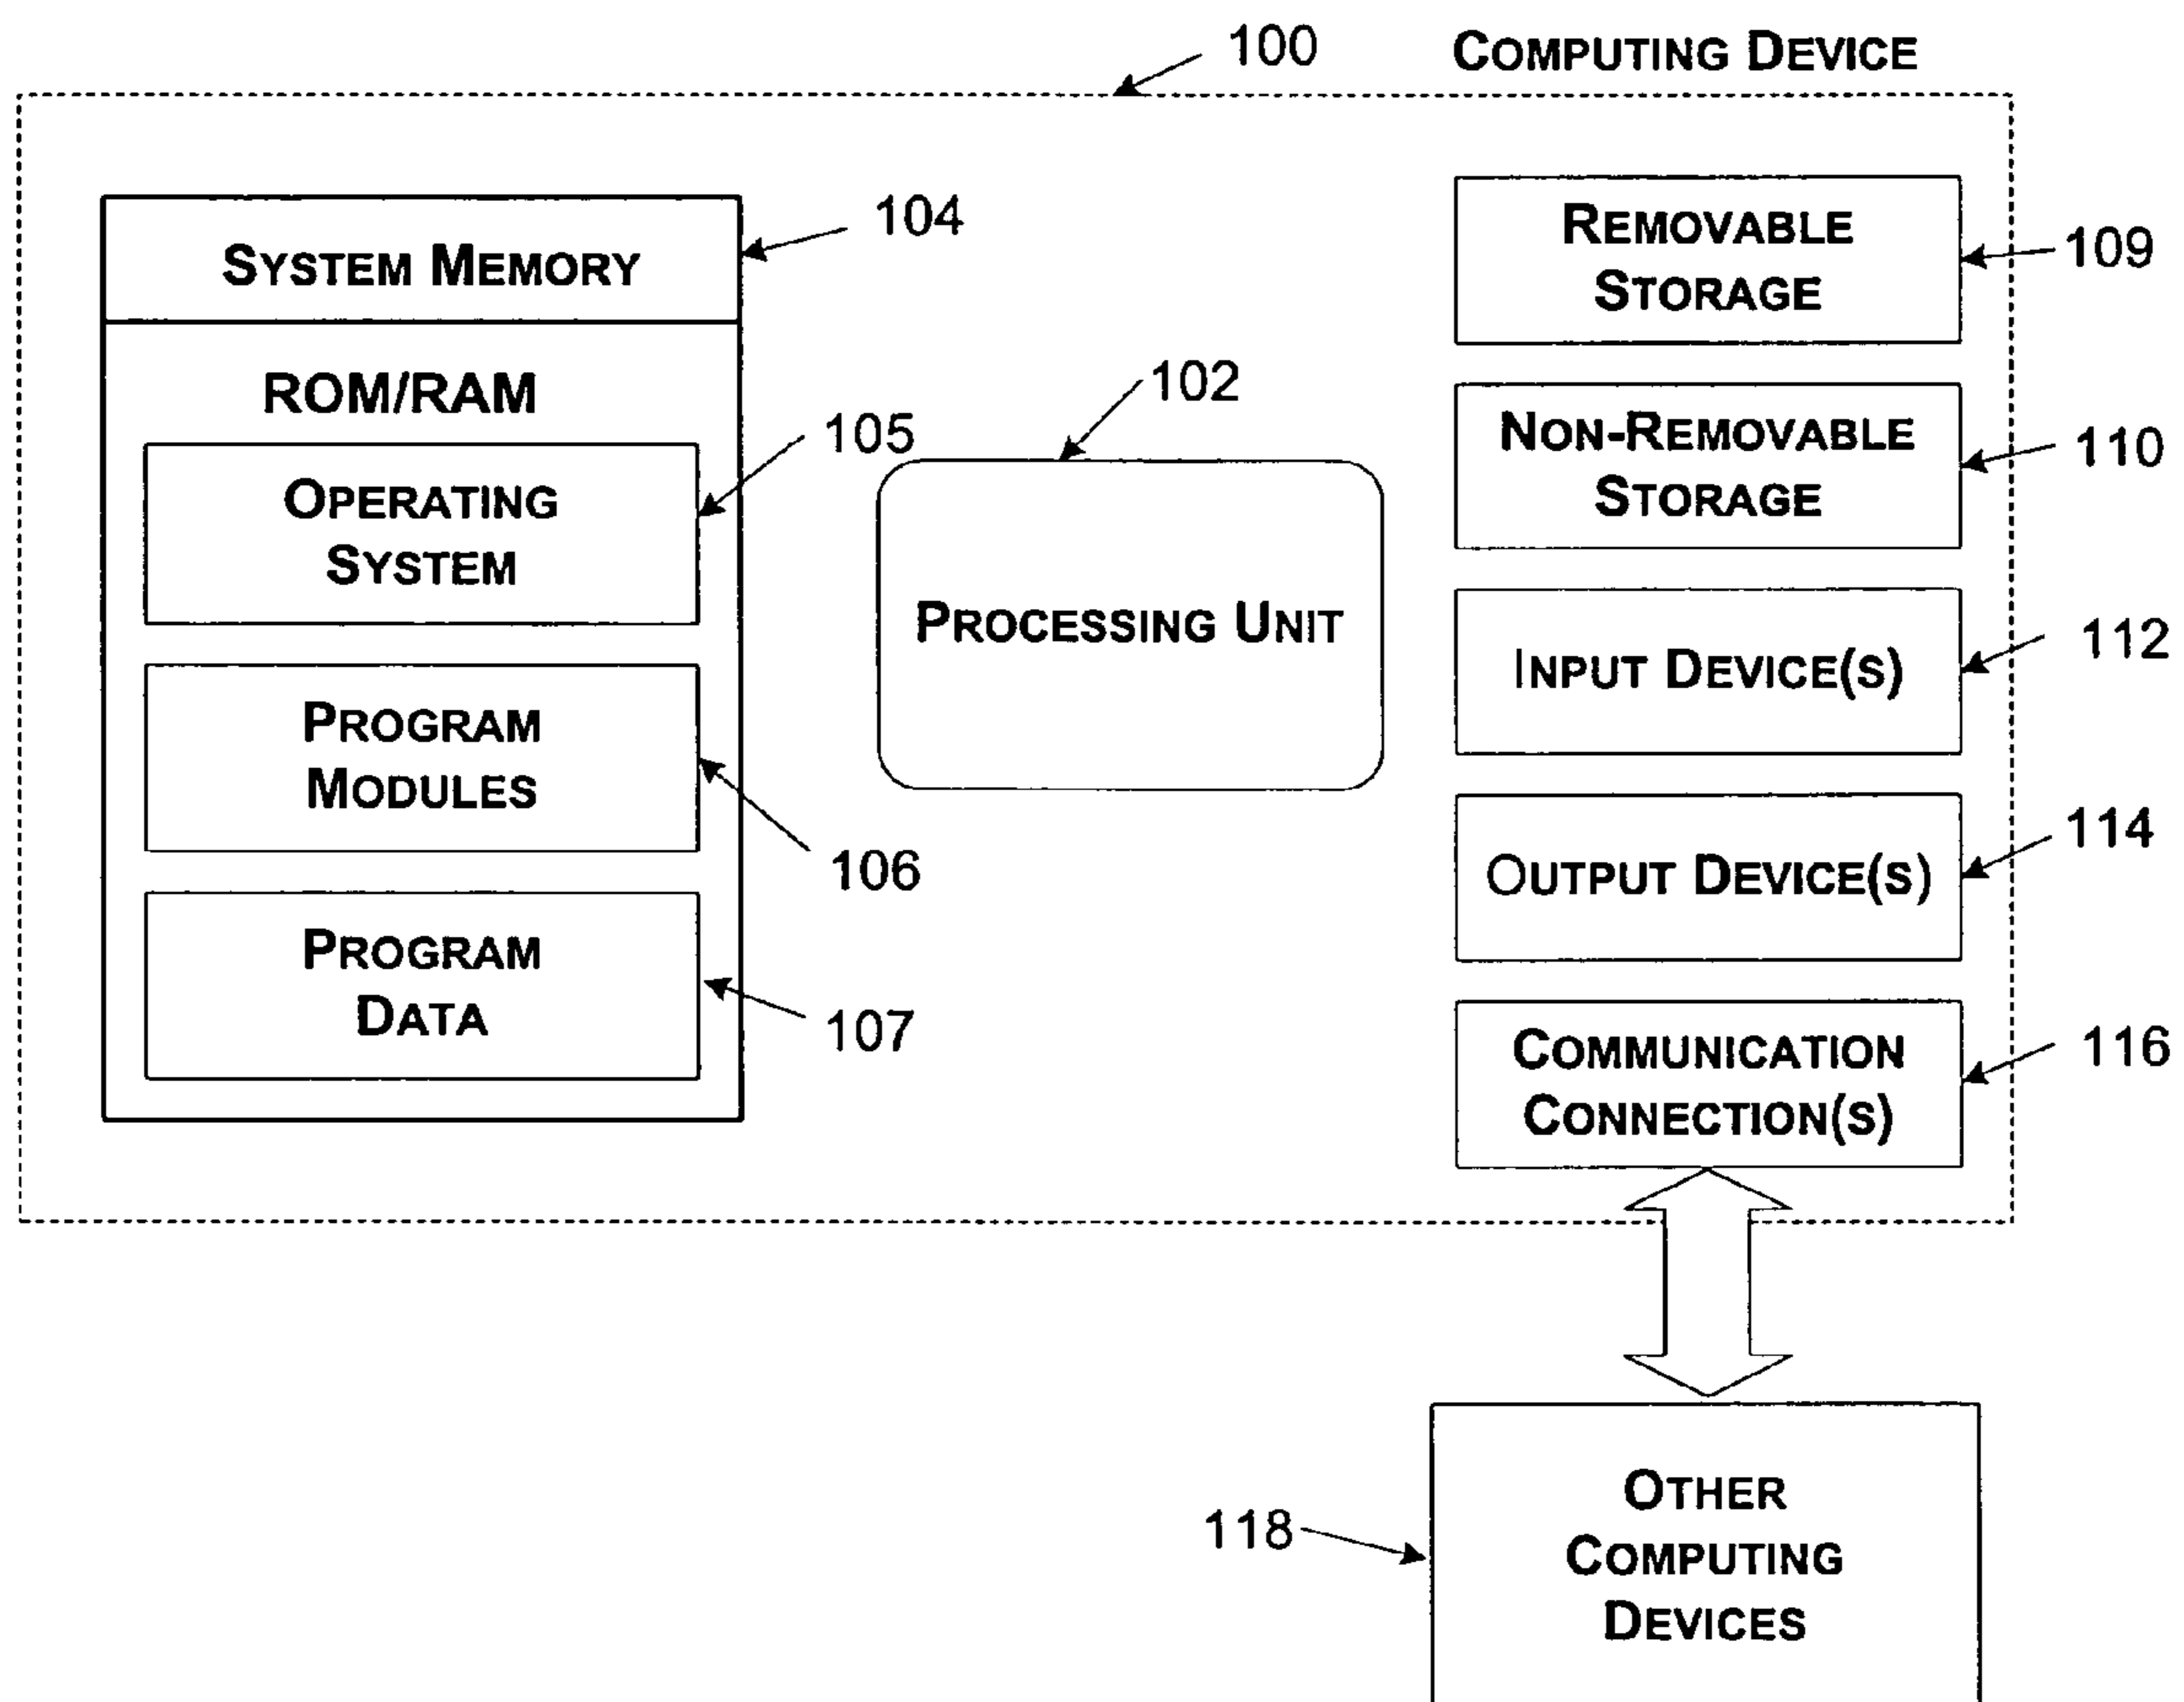 100
COMPUTING DEVICE
SYSTEM MEMORY
104
ROM/RAM
OPERATING
SYSTEM
105
PROGRAM
MODULES
106
PROGRAM
DATA
107
102
PROCESSING UNIT
REMOVABLE
STORAGE
109
NON-REMOVABLE
STORAGE
110
INPUT DEVICE(S)
112
OUTPUT DEVICE(S)
114
COMMUNICATION
CONNECTION(S)
116
118
OTHER
COMPUTING
DEVICES